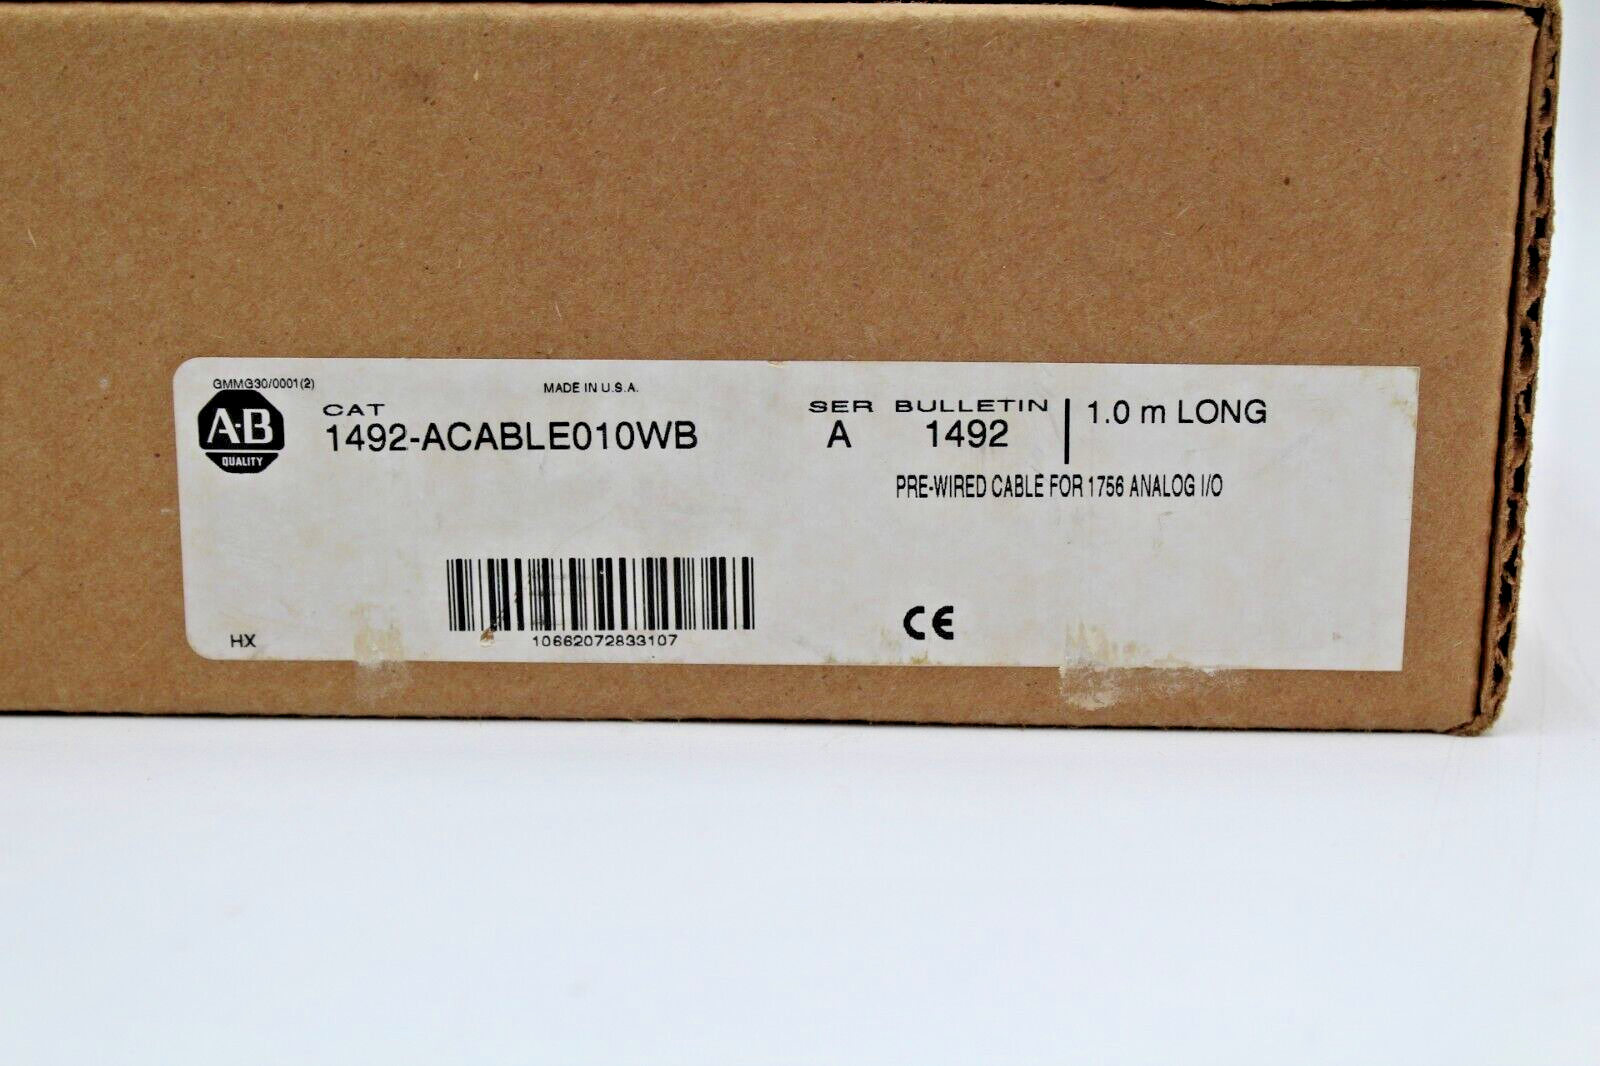 GMMG30/0001(2)
MADE IN U.S.A.
A·B
QUALITY
CAT
1492-ACABLE010WB
SER
A
BULLETIN
1492
1.0 m LONG
PRE-WIRED CABLE FOR 1756 ANALOG I/O
10662072833107
HX
CE